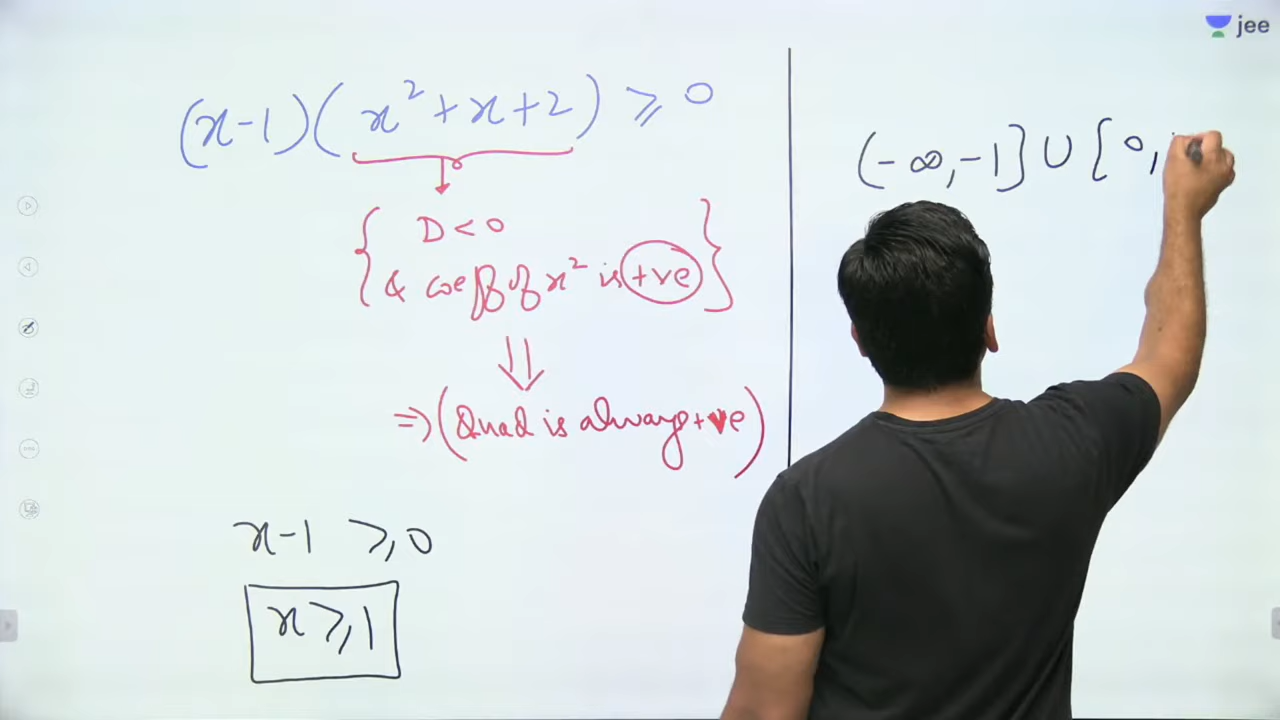 jee
(x-1)(x²+x+2) ≥ 0
D < 0
& coeff of x² is +ve
⇒ (Quad is always +ve)
x-1 ≥ 0
x ≥ 1
(-∞, -1] ∪ [0,